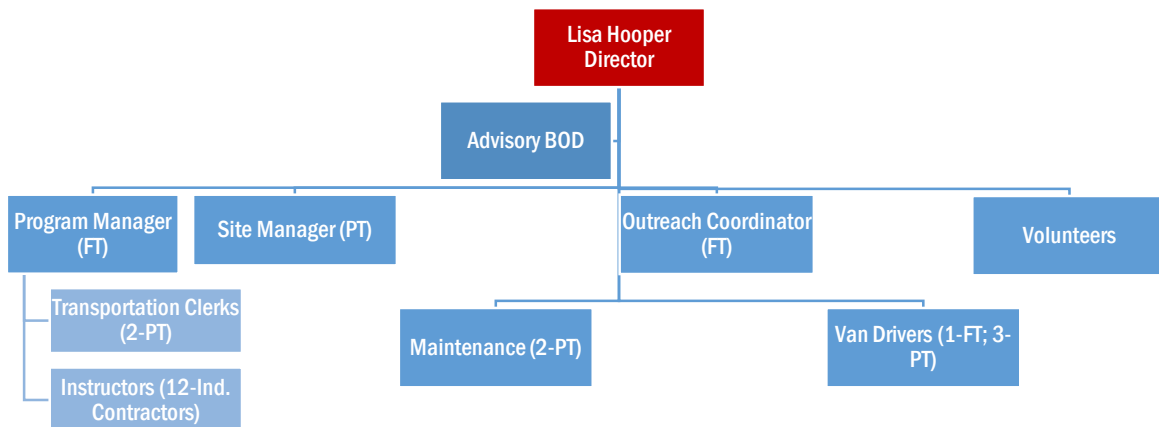 Lisa Hooper
Director
Advisory BOD
Program Manager
(FT)
Site Manager (PT)
Outreach Coordinator
(FT)
Volunteers
Transportation Clerks
(2-PT)
Maintenance (2-PT)
Van Drivers (1-FT; 3-
PT)
Instructors (12-Ind.
Contractors)